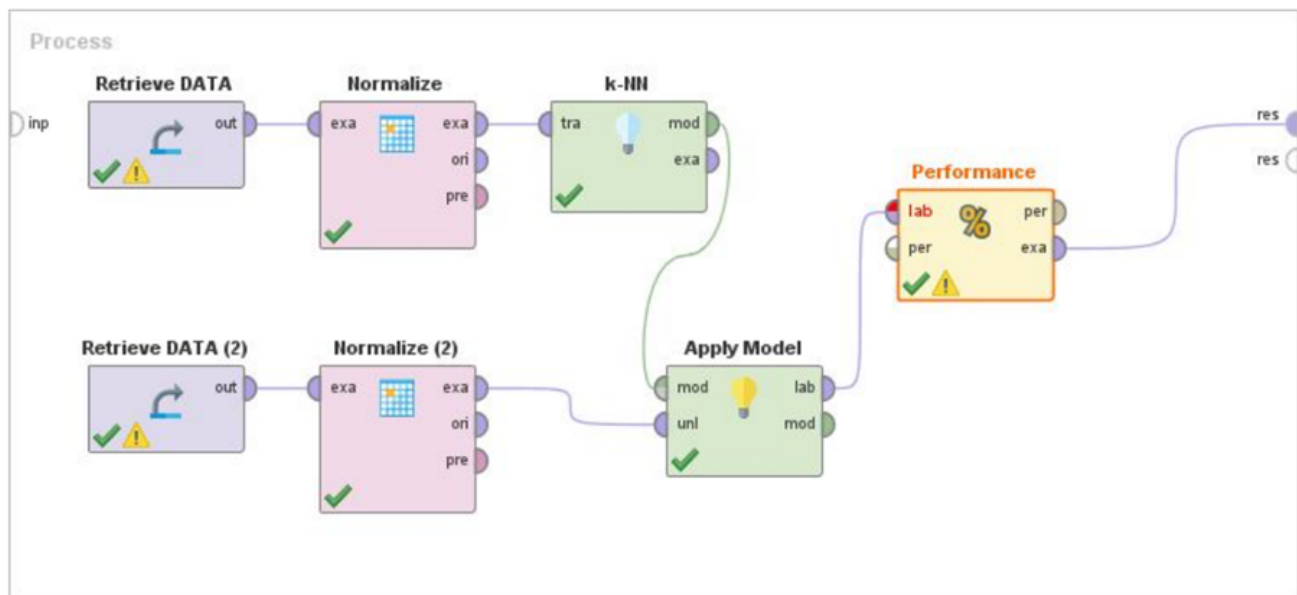 Process
Retrieve DATA
Normalize
k-NN
inp
out
exa
exa
tra
mod
res
ori
exa
res
pre
Performance
lab
per
%
per
exa
Retrieve DATA (2)
Normalize (2)
Apply Model
out
exa
exa
mod
lab
ori
unl
mod
pre